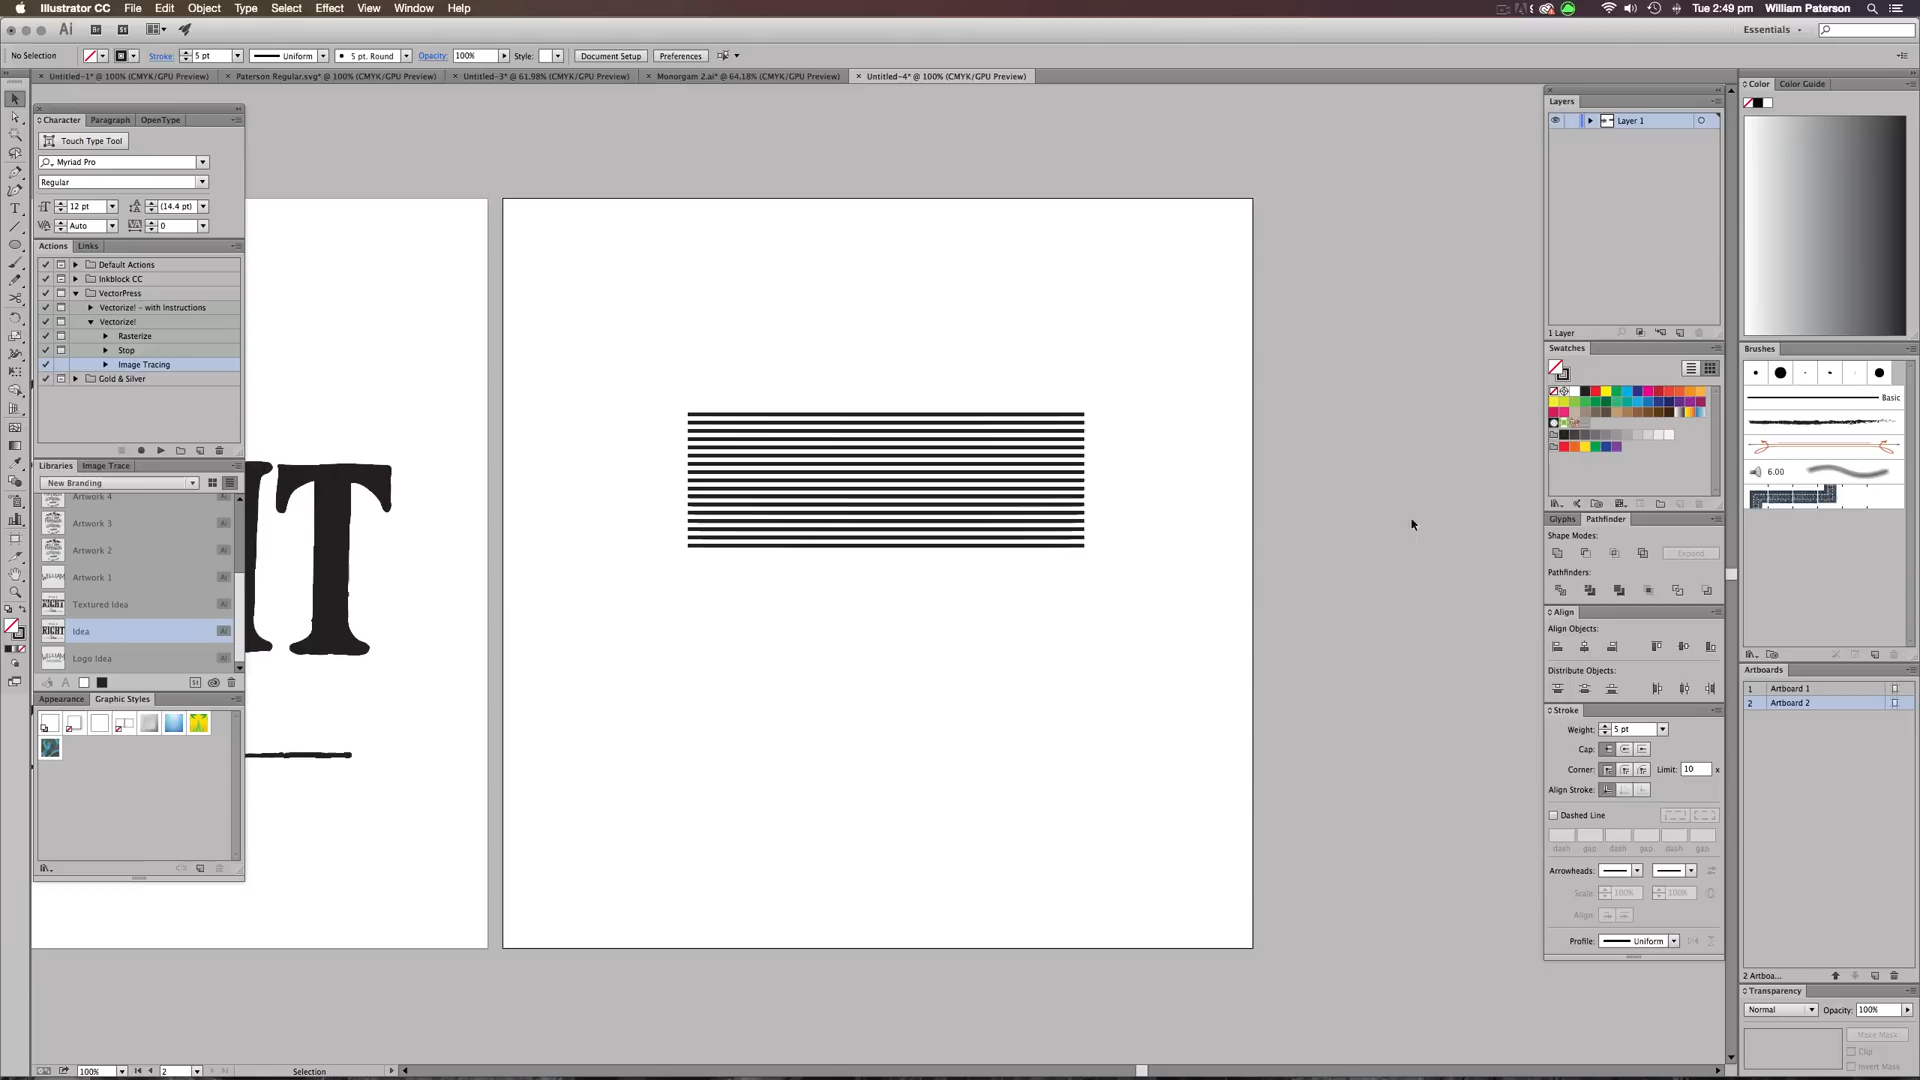 Illustrator CC File Edit Object Type Select Effect View Window Help
Tue 2:49 pm William Paterson
Ai Br St
Essentials
No Selection Stroke: 5 pt Uniform 5 pt. Round Opacity: 100% Style: Document Setup Preferences
Untitled-1* @ 100% (CMYK/GPU Preview) Paterson Regular.svg* @ 100% (CMYK/GPU Preview) Untitled-3* @ 61.98% (CMYK/GPU Preview) Monorgam 2.ai* @ 64.18% (CMYK/GPU Preview) Untitled-4* @ 100% (CMYK/GPU Preview)
Character Paragraph OpenType
Touch Type Tool
Myriad Pro
Regular
12 pt (14.4 pt)
Auto 0
Actions Links
Default Actions
Inkblock CC
VectorPress
Vectorize! - with Instructions
Vectorize!
Rasterize
Stop
Image Tracing
Gold & Silver
Libraries Image Trace
New Branding
Artwork 4
Artwork 3
Artwork 2
Artwork 1
Textured Idea
Idea
Logo Idea
Appearance Graphic Styles
T
Layers
Layer 1
1 Layer
Swatches
Glyphs Pathfinder
Shape Modes:
Expand
Pathfinders:
Align
Align Objects:
Distribute Objects:
Stroke
Weight: 5 pt
Cap:
Corner: Limit: 10 x
Align Stroke:
Dashed Line
dash gap dash gap dash gap
Arrowheads:
Scale: 100% 100%
Align:
Profile: Uniform
Color Color Guide
Brushes
Basic
6.00
Artboards
1 Artboard 1
2 Artboard 2
2 Artboa...
Transparency
Normal Opacity: 100%
Make Mask
Clip
Invert Mask
100% 2 Selection